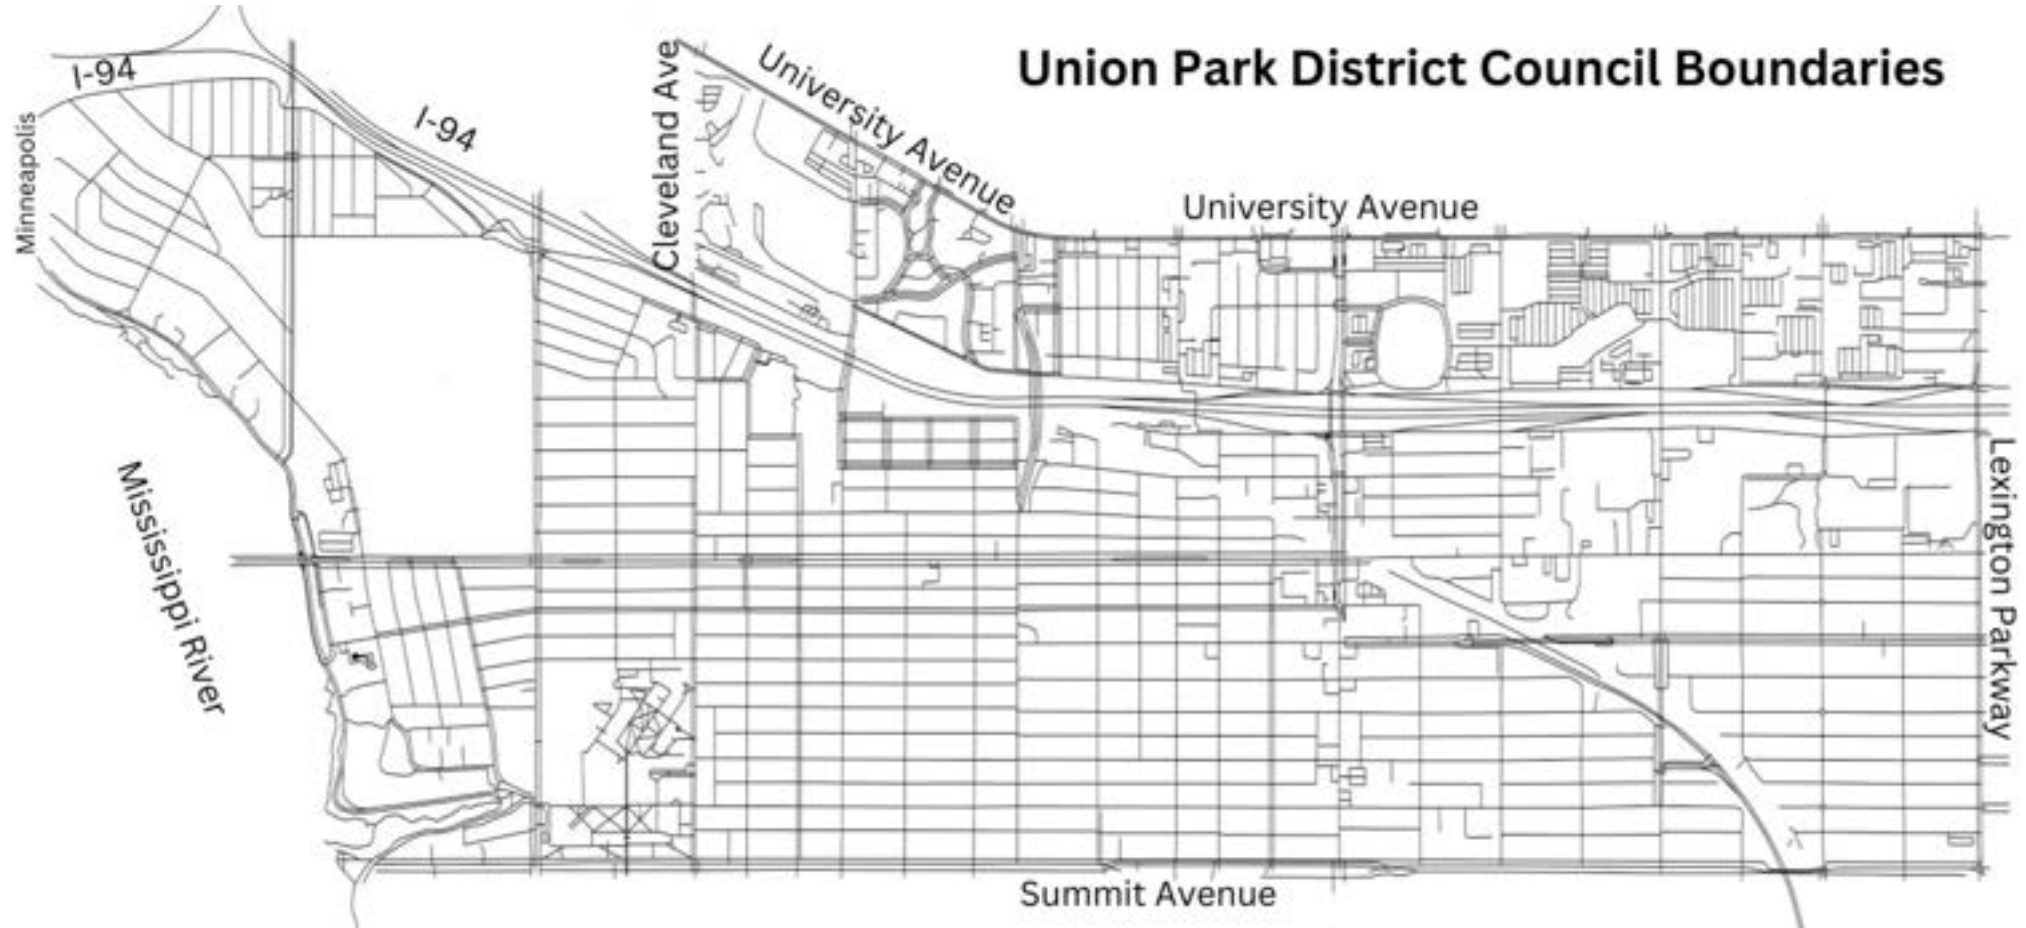 Union Park District Council Boundaries
I-94
I-94
Minneapolis
Cleveland Ave
University Avenue
University Avenue
Mississippi River
Lexington Parkway
Summit Avenue